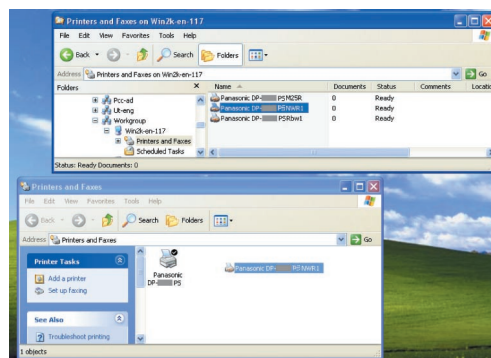 Printers and Faxes on Win2k-en-117
File Edit View Favorites Tools Help
Back Search Folders
Address Printers and Faxes on Win2k-en-117 Go
Folders X Name Documents Status Comments Locatio
Pcc-ad Panasonic DP- PSM25R 0 Ready
Ut-eng Panasonic DP- PSNWR1 0 Ready
Workgroup Panasonic DP- PSRbw1 0 Ready
Win2k-en-117
Printers and Faxes
Scheduled Tasks
Status: Ready Documents: 0
Printers and Faxes
File Edit View Favorites Tools Help
Back Search Folders
Address Printers and Faxes Go
Printer Tasks
Add a printer
Set up faxing
See Also
Troubleshoot printing
Panasonic
DP- PS
Panasonic DP- PSNWR1
1 objects